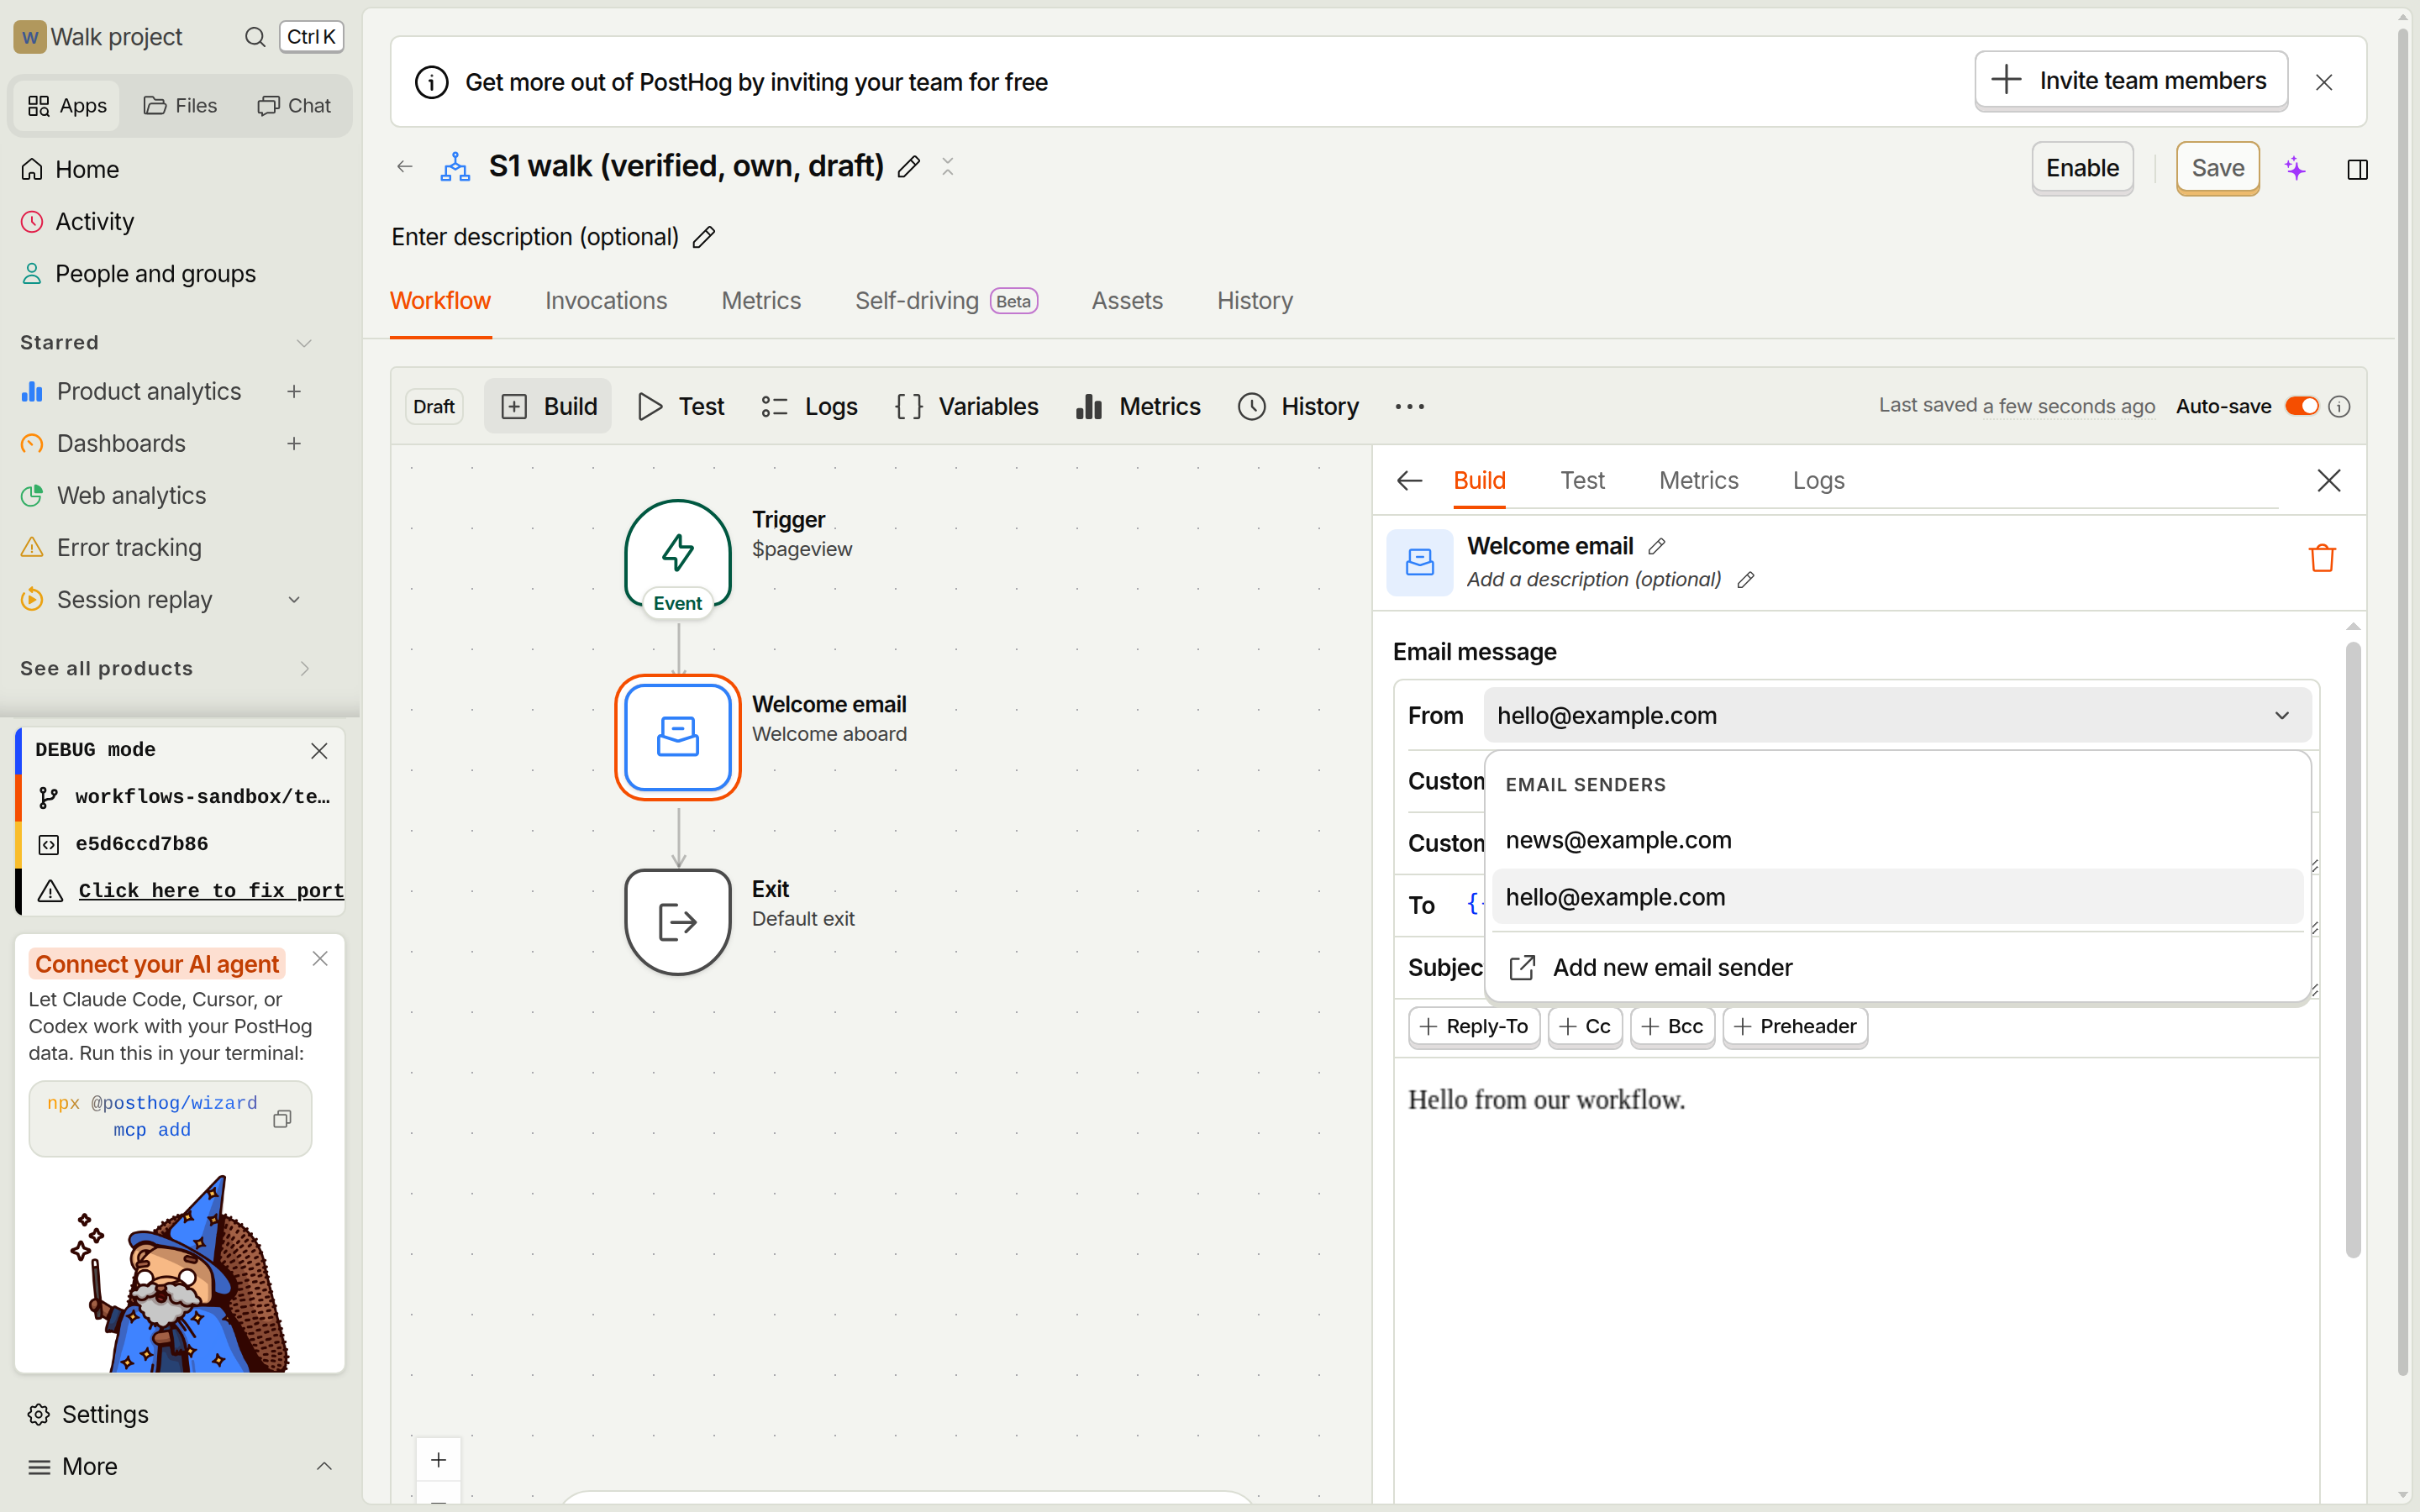 W Walk project Ctrl K
Apps Files Chat
Home
Activity
People and groups
Starred
Product analytics
Dashboards
Web analytics
Error tracking
Session replay
See all products
DEBUG mode
workflows-sandbox/te…
e5d6ccd7b86
Click here to fix port
Connect your AI agent
Let Claude Code, Cursor, or
Codex work with your PostHog
data. Run this in your terminal:
npx @posthog/wizard
mcp add
Settings
More
Get more out of PostHog by inviting your team for free
Invite team members
S1 walk (verified, own, draft)
Enable Save
Enter description (optional)
Workflow Invocations Metrics Self-driving Beta Assets History
Draft Build Test Logs Variables Metrics History
Last saved a few seconds ago Auto-save
Trigger
$pageview
Event
Welcome email
Welcome aboard
Exit
Default exit
Build Test Metrics Logs
Welcome email
Add a description (optional)
Email message
From hello@example.com
Custom
EMAIL SENDERS
news@example.com
Custom
hello@example.com
To {
Subjec
Add new email sender
Reply-To Cc Bcc Preheader
Hello from our workflow.